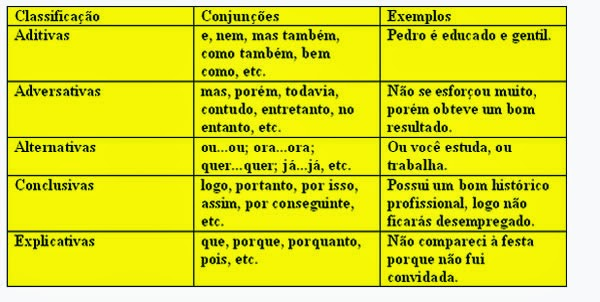 Classificação Conjunções Exemplos
Aditivas e, nem, mas também, Pedro é educado e gentil.
como também, bem
como, etc.
Adversativas mas, porém, todavia, Não se esforçou muito,
contudo, entretanto, no porém obteve um bom
entanto, etc. resultado.
Alternativas ou...ou; ora...ora; Ou você estuda, ou
quer...quer; já...já, etc. trabalha.
Conclusivas logo, portanto, por isso, Possui um bom histórico
assim, por conseguinte, profissional, logo não
etc. ficarás desempregado.
Explicativas que, porque, porquanto, Não compareci à festa
pois, etc. porque não fui
convidada.